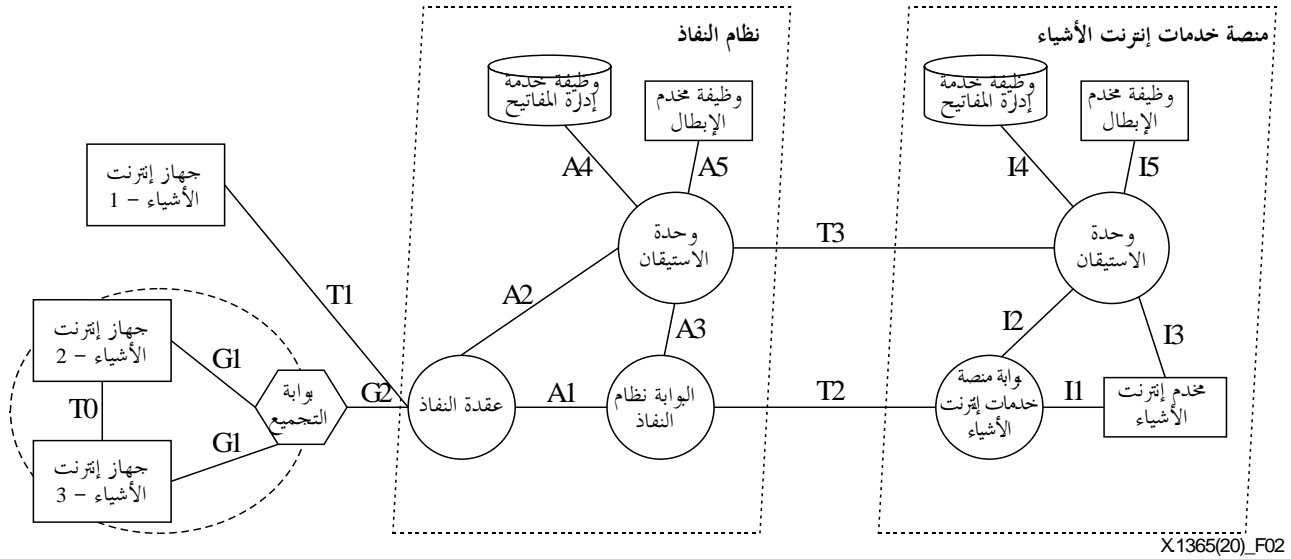 منصة خدمات إنترنت الأشياء
نظام النفاذ
وظيفة خدمة
إدارة المفاتيح
وظيفة مخدم
الإبطال
وظيفة خدمة
إدارة المفاتيح
وظيفة مخدم
الإبطال
جهاز إنترنت
الأشياء – 1
A4
A5
I4
I5
وحدة
الاستيقان
T3
وحدة
الاستيقان
T1
A2
A3
I2
I3
جهاز إنترنت
الأشياء – 2
G1
T0
بوابة
التجميع
G2
عقدة النفاذ
A1
البوابة نظام
النفاذ
T2
بوابة منصة
خدمات إنترنت
الأشياء
I1
مخدم إنترنت
الأشياء
G1
جهاز إنترنت
الأشياء – 3
X.1365(20)_F02